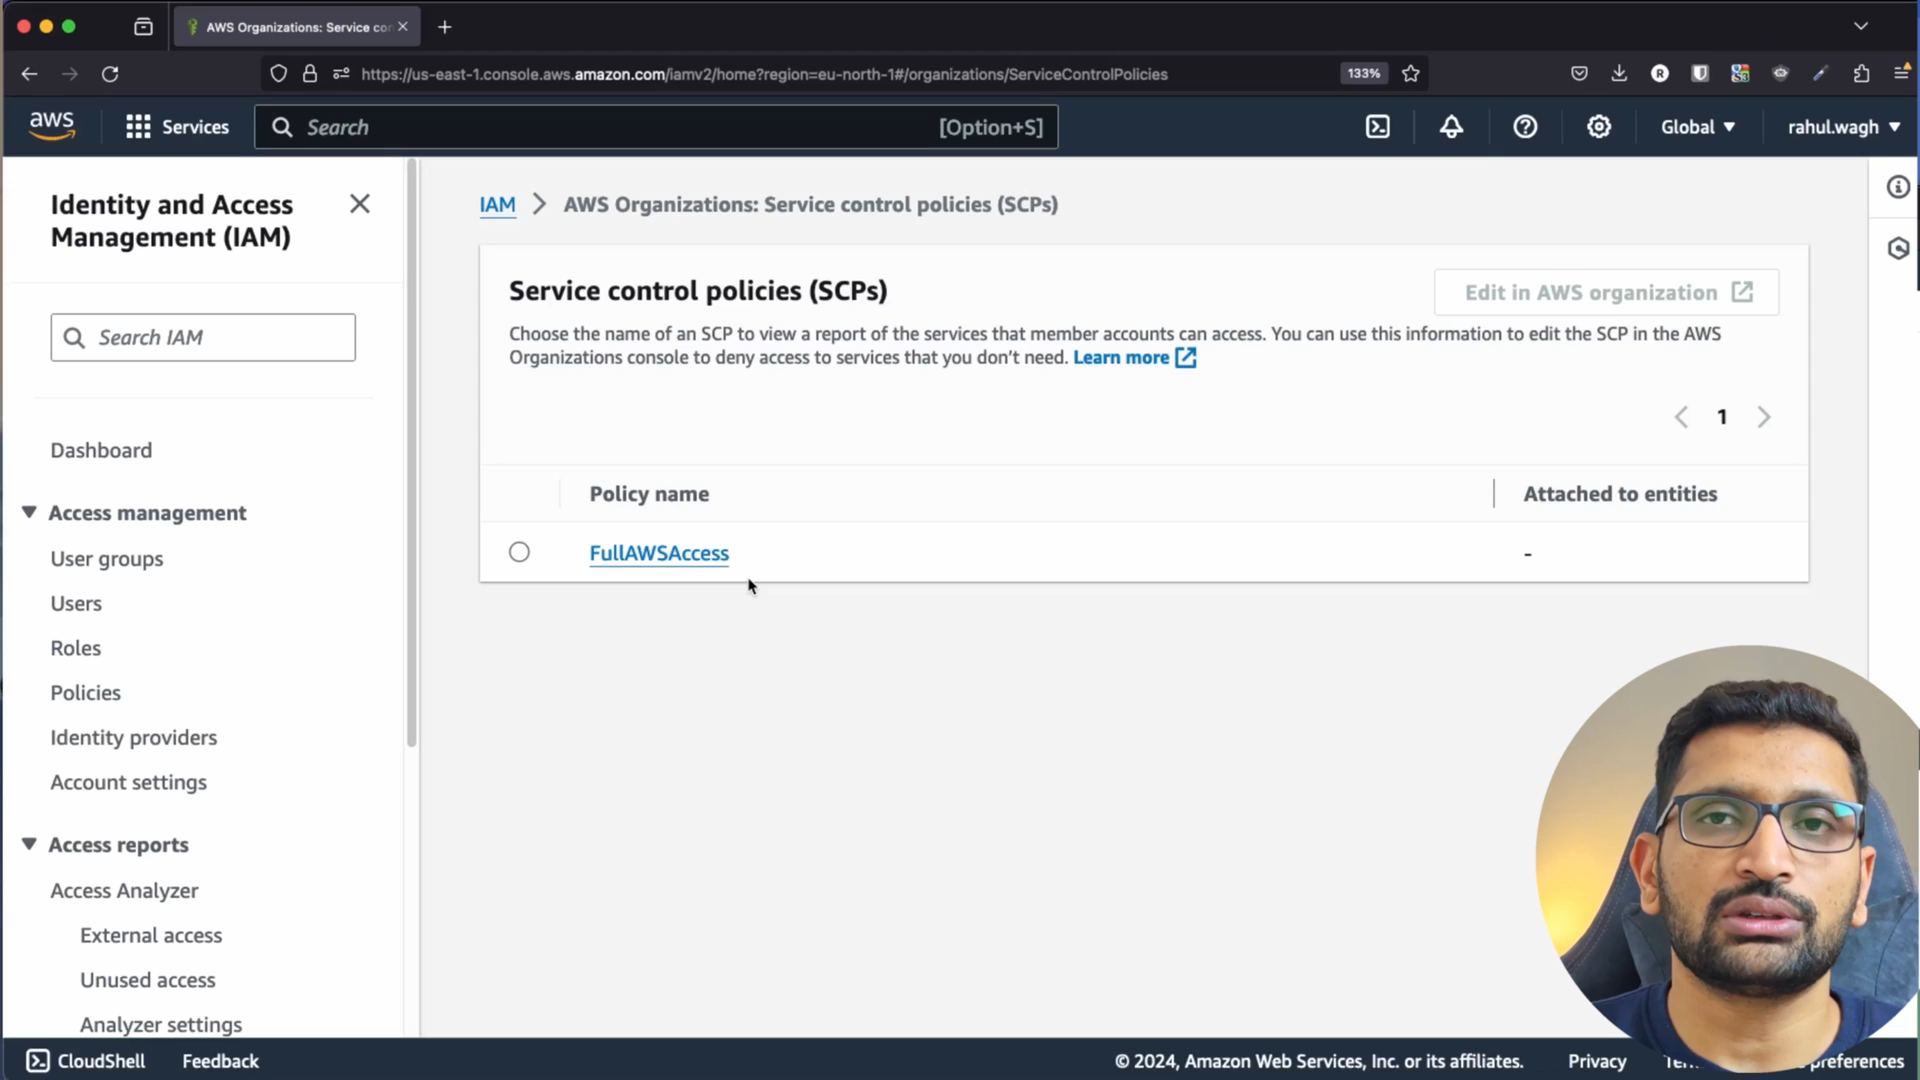 AWS Organizations: Service con
https://us-east-1.console.aws.amazon.com/iamv2/home?region=eu-north-1#/organizations/ServiceControlPolicies
133%
aws
Services
Search
[Option+S]
Global
rahul.wagh
Identity and Access
Management (IAM)
Search IAM
Dashboard
Access management
User groups
Users
Roles
Policies
Identity providers
Account settings
Access reports
Access Analyzer
External access
Unused access
Analyzer settings
IAM > AWS Organizations: Service control policies (SCPs)
Service control policies (SCPs)
Edit in AWS organization
Choose the name of an SCP to view a report of the services that member accounts can access. You can use this information to edit the SCP in the AWS
Organizations console to deny access to services that you don't need. Learn more
1
Policy name
Attached to entities
FullAWSAccess
-
CloudShell
Feedback
© 2024, Amazon Web Services, Inc. or its affiliates.
Privacy
preferences